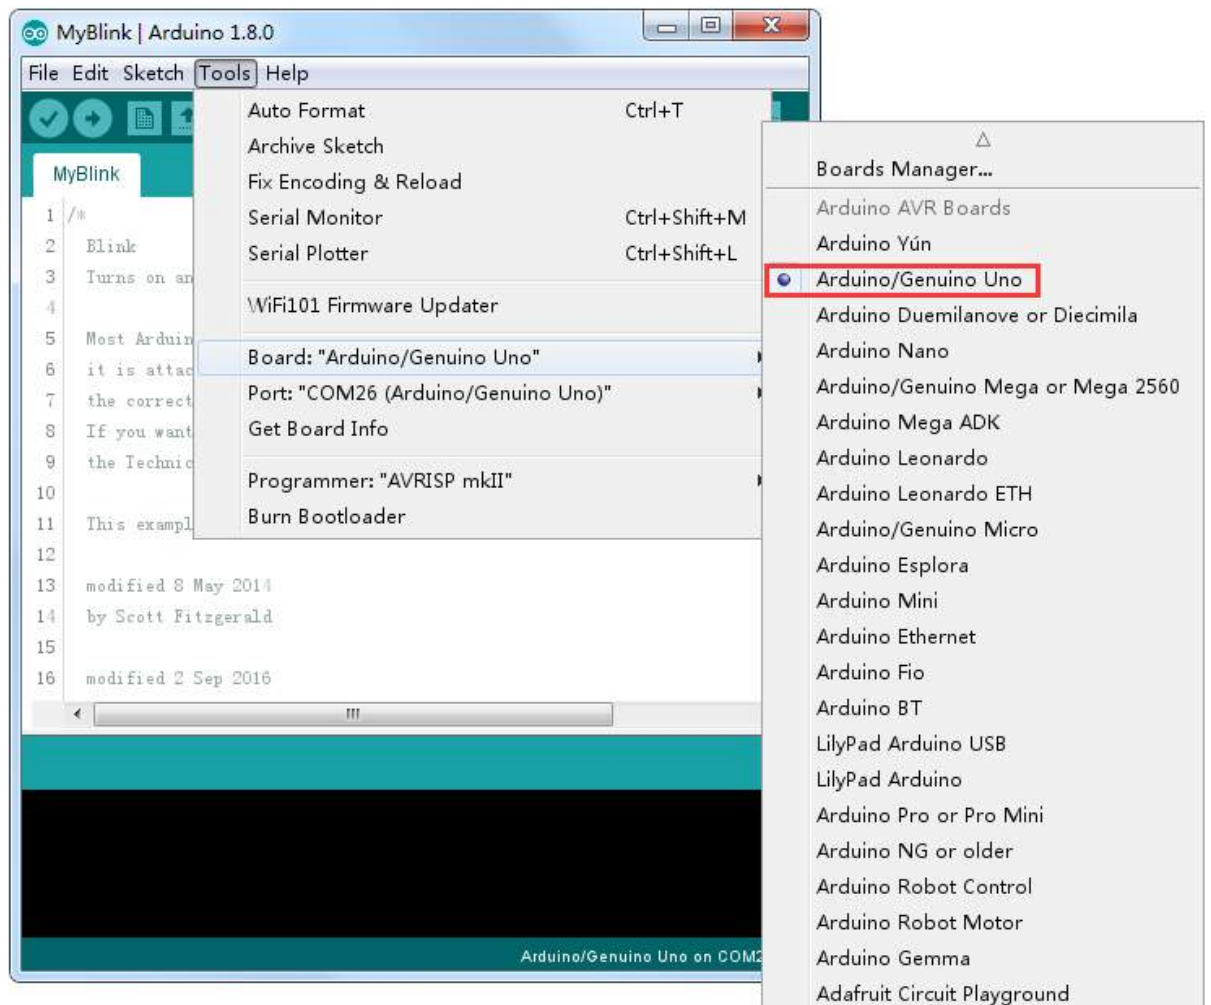 MyBlink | Arduino 1.8.0
File Edit Sketch Tools Help
Auto Format Ctrl+T
Archive Sketch
Fix Encoding & Reload
Serial Monitor Ctrl+Shift+M
Serial Plotter Ctrl+Shift+L
WiFi101 Firmware Updater
Board: "Arduino/Genuino Uno"
Port: "COM26 (Arduino/Genuino Uno)"
Get Board Info
Programmer: "AVRISP mkII"
Burn Bootloader
MyBlink
1 /*
2 Blink
3 Turns on an
4
5 Most Arduin
6 it is attac
7 the correct
8 If you want
9 the Technic
10
11 This exampl
12
13 modified 8 May 2014
14 by Scott Fitzgerald
15
16 modified 2 Sep 2016
Arduino/Genuino Uno on COM2
Boards Manager...
Arduino AVR Boards
Arduino Yún
Arduino/Genuino Uno
Arduino Duemilanove or Diecimila
Arduino Nano
Arduino/Genuino Mega or Mega 2560
Arduino Mega ADK
Arduino Leonardo
Arduino Leonardo ETH
Arduino/Genuino Micro
Arduino Esplora
Arduino Mini
Arduino Ethernet
Arduino Fio
Arduino BT
LilyPad Arduino USB
LilyPad Arduino
Arduino Pro or Pro Mini
Arduino NG or older
Arduino Robot Control
Arduino Robot Motor
Arduino Gemma
Adafruit Circuit Playground